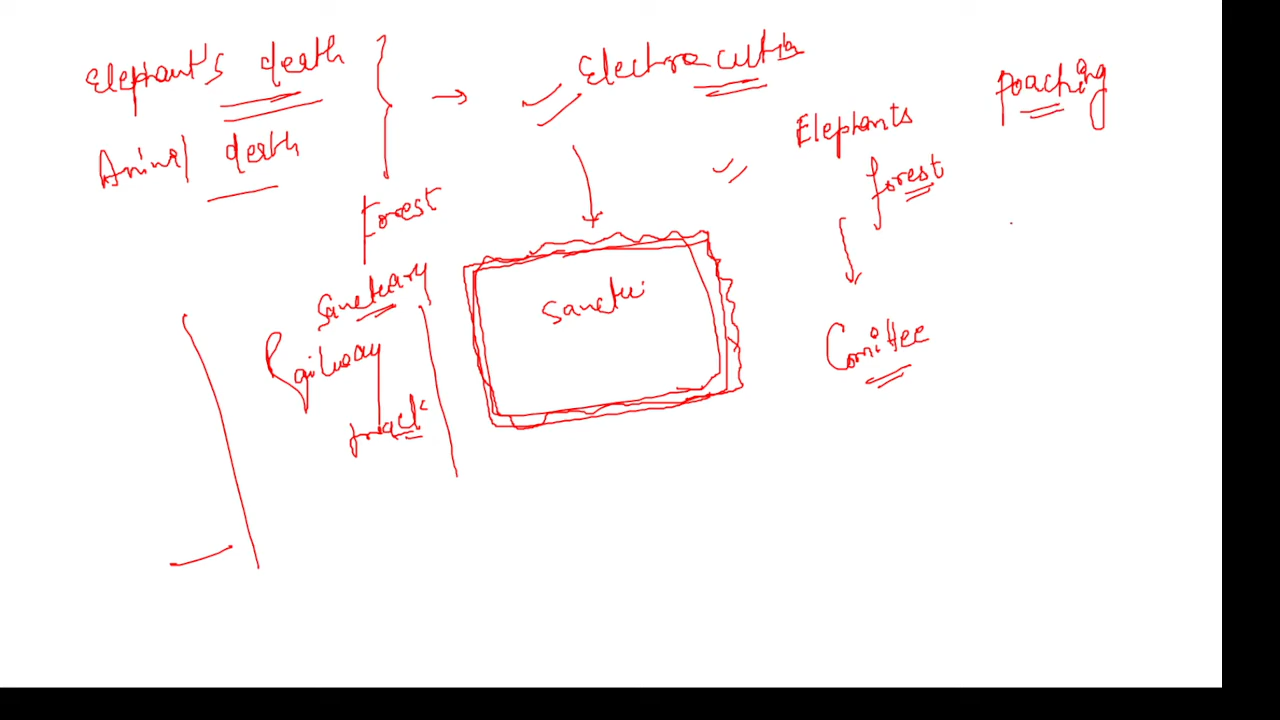 Elephant's death
Animal death
Electrocution
poaching
Elephants
forest
Forest
Sanctuary
Railway
track
Sanctu
Comittee